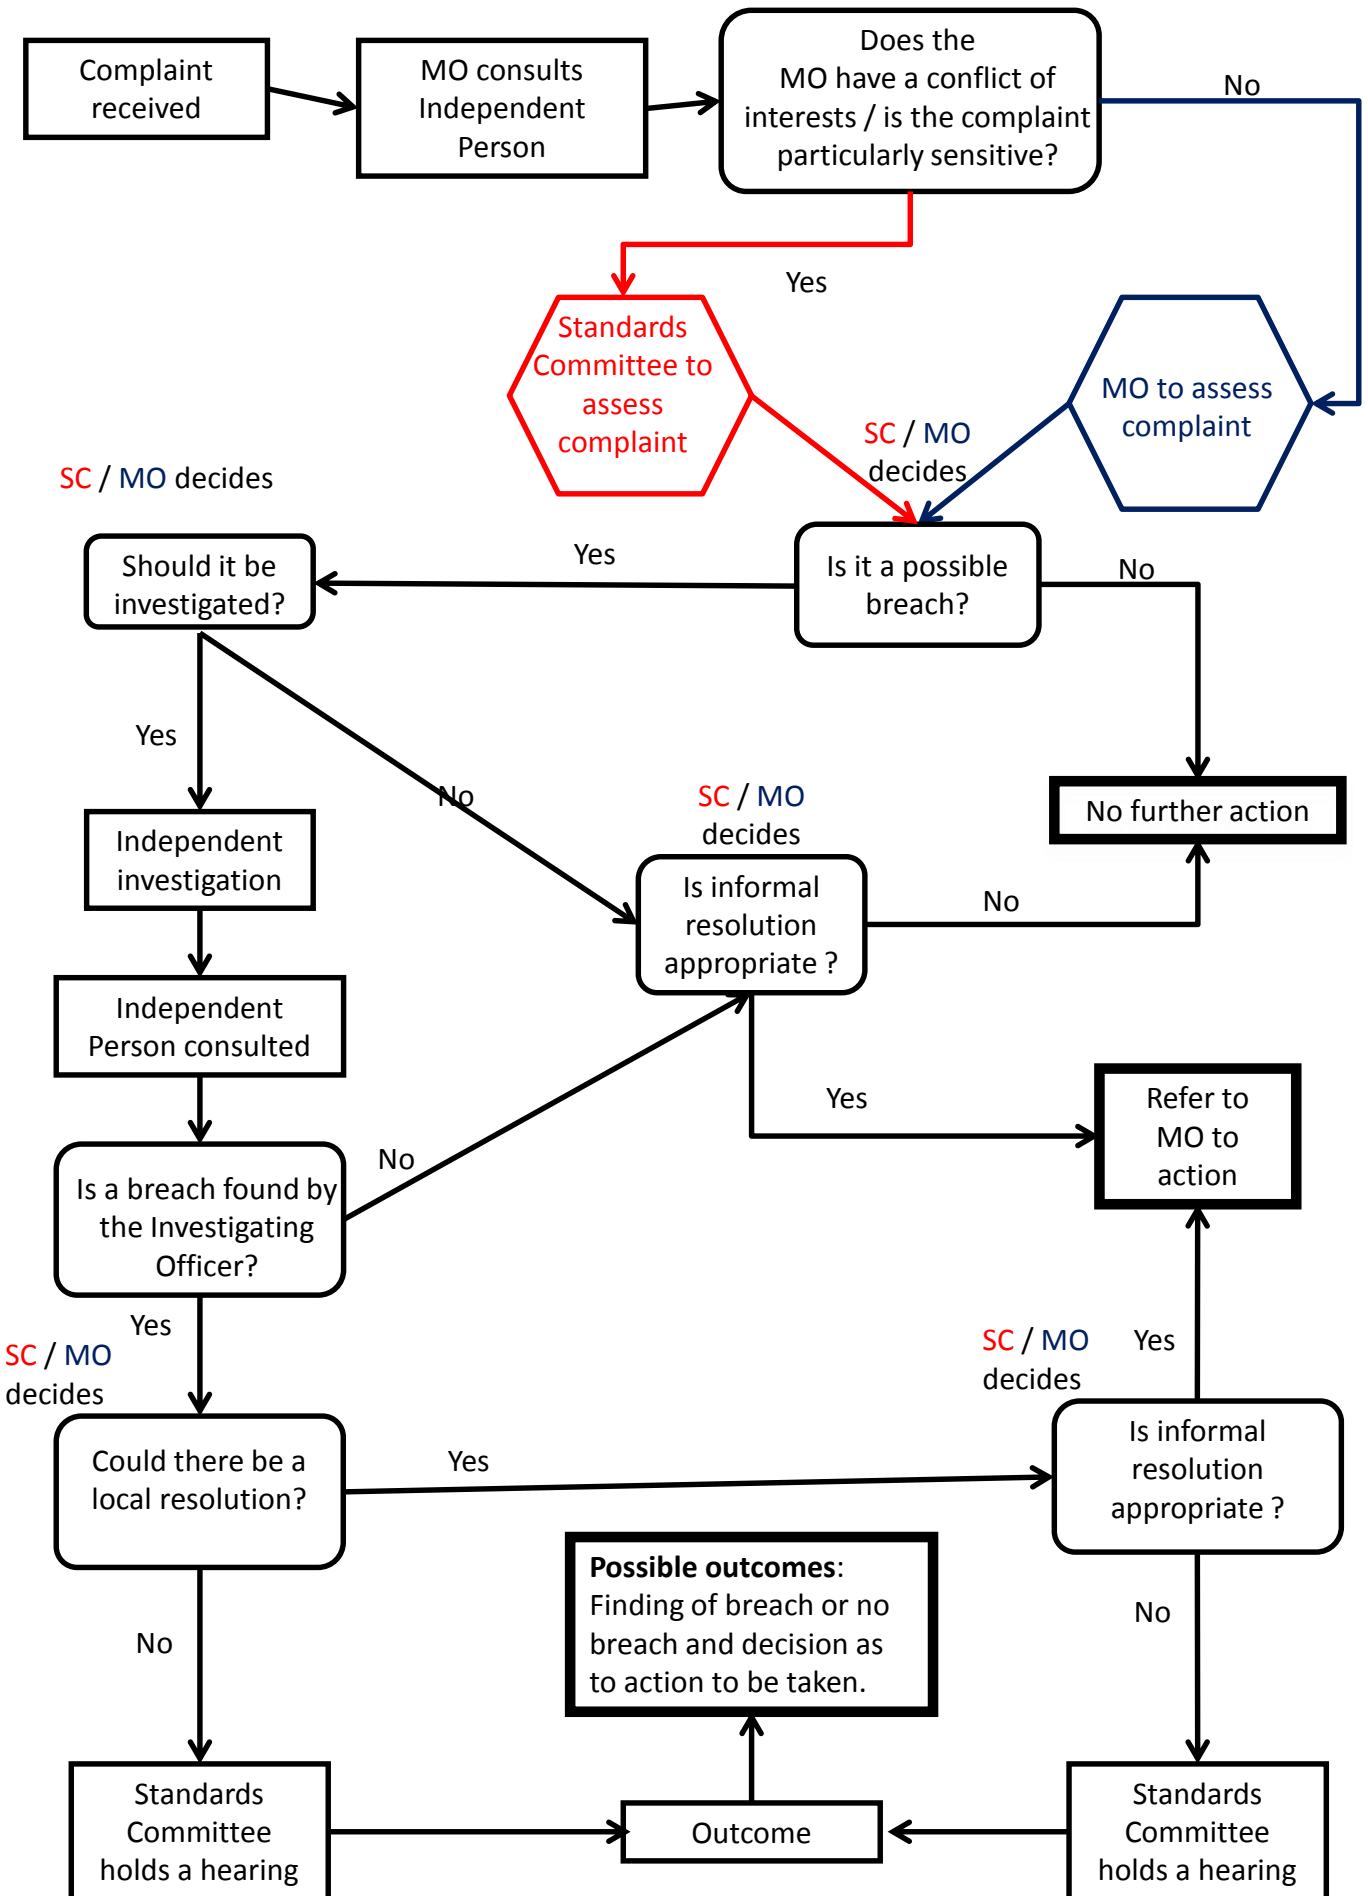 Complaint
received
MO consults
Independent
Person
Does the
MO have a conflict of
interests / is the complaint
particularly sensitive?
No
Yes
Standards
Committee to
assess
complaint
MO to assess
complaint
SC / MO
decides
SC / MO decides
Should it be
investigated?
Yes
Is it a possible
breach?
No
Yes
No
SC / MO
decides
No further action
Independent
investigation
Is informal
resolution
appropriate ?
No
Independent
Person consulted
Yes
Refer to
MO to
action
No
Is a breach found by
the Investigating
Officer?
Yes
SC / MO
decides
SC / MO
decides
Yes
Could there be a
local resolution?
Yes
Is informal
resolution
appropriate ?
Possible outcomes:
Finding of breach or no
breach and decision as
to action to be taken.
No
No
Standards
Committee
holds a hearing
Outcome
Standards
Committee
holds a hearing